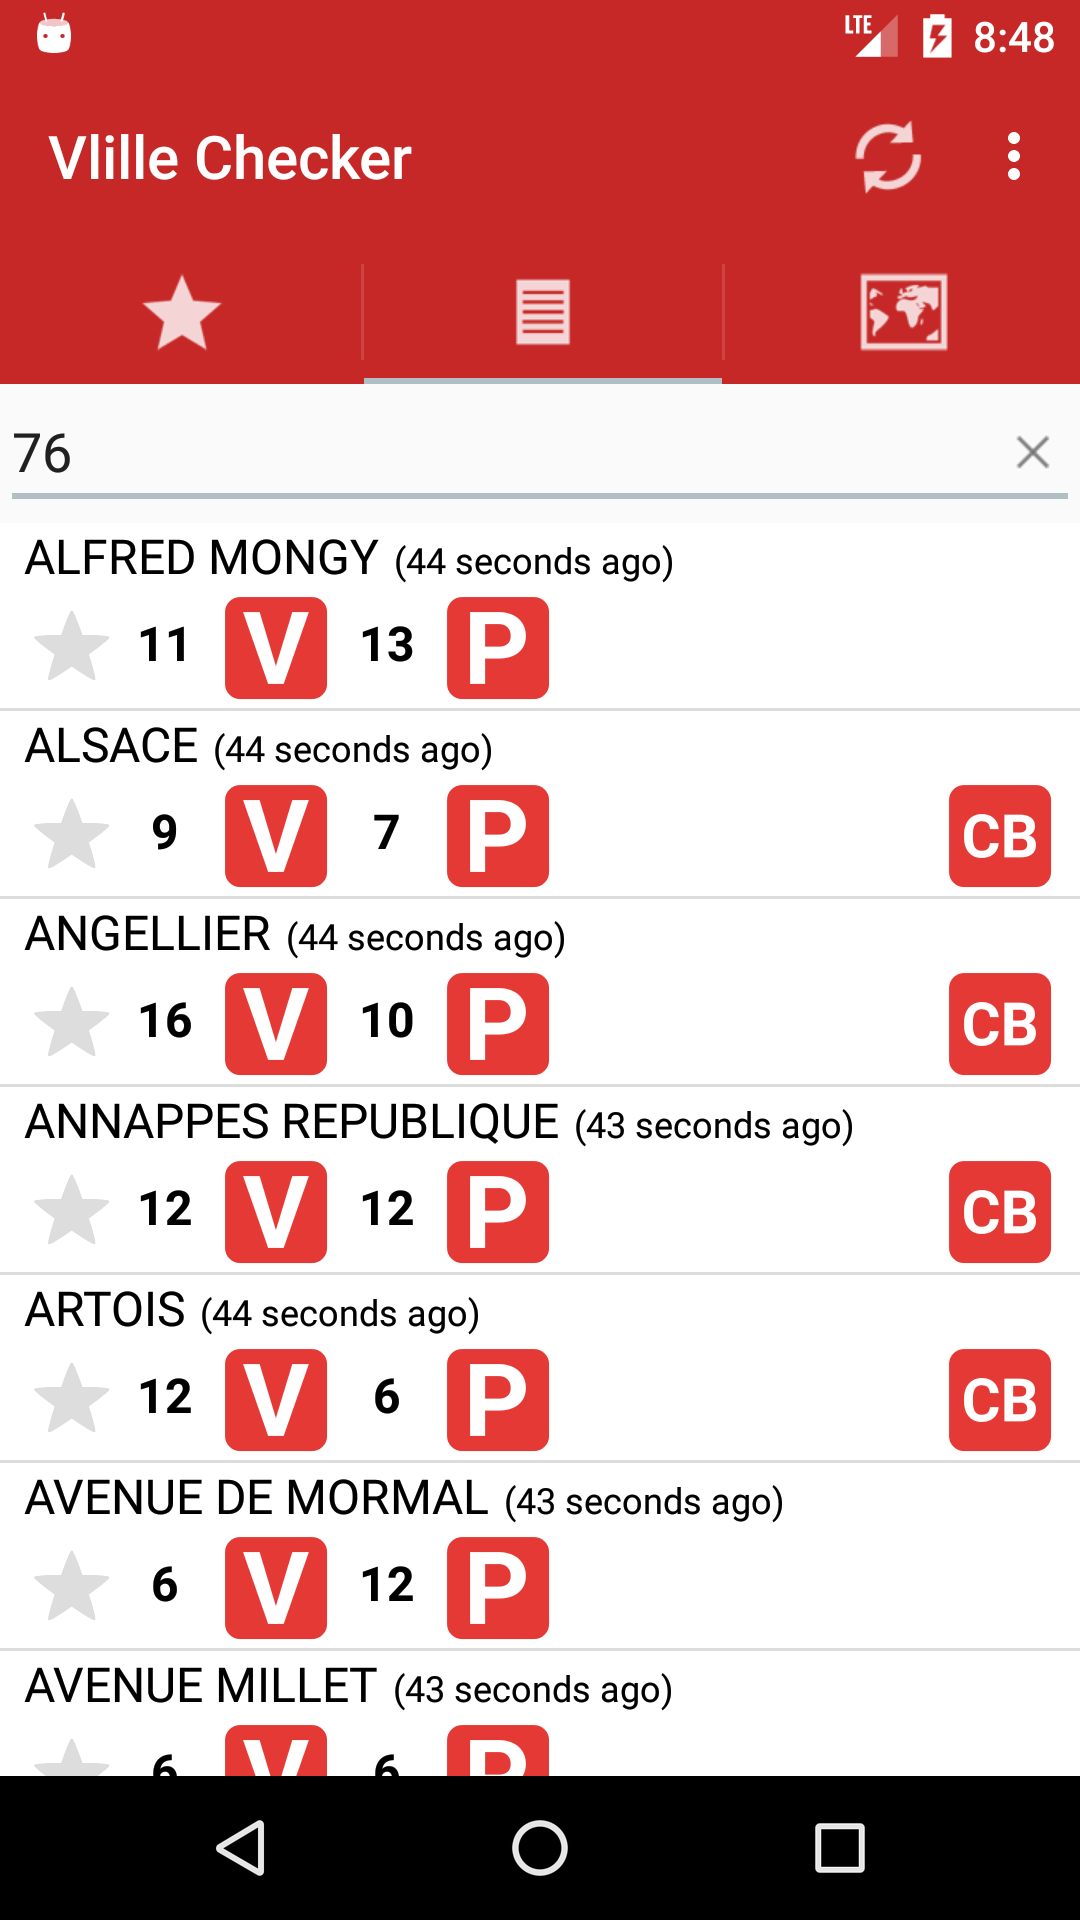 LTE 8:48
Vlille Checker
76
ALFRED MONGY (44 seconds ago)
11 V 13 P
ALSACE (44 seconds ago)
9 V 7 P CB
ANGELLIER (44 seconds ago)
16 V 10 P CB
ANNAPPES REPUBLIQUE (43 seconds ago)
12 V 12 P CB
ARTOIS (44 seconds ago)
12 V 6 P CB
AVENUE DE MORMAL (43 seconds ago)
6 V 12 P
AVENUE MILLET (43 seconds ago)
6 V 6 P